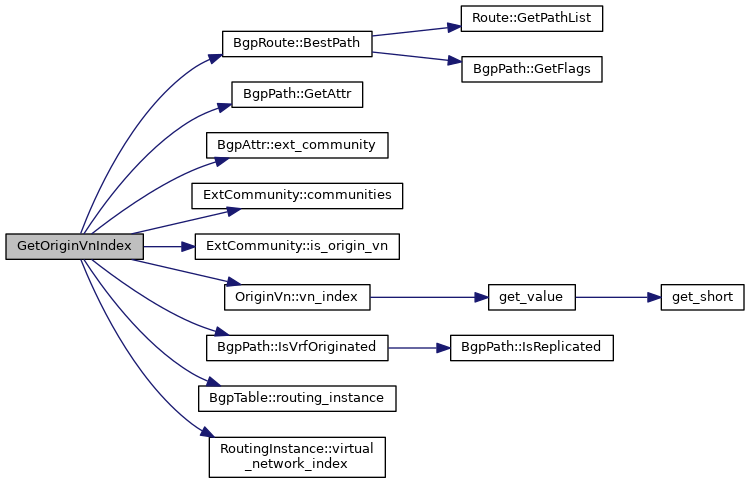 GetOriginVnIndex
BgpRoute::BestPath
Route::GetPathList
BgpPath::GetFlags
BgpPath::GetAttr
BgpAttr::ext_community
ExtCommunity::communities
ExtCommunity::is_origin_vn
OriginVn::vn_index
get_value
get_short
BgpPath::IsVrfOriginated
BgpPath::IsReplicated
BgpTable::routing_instance
RoutingInstance::virtual
_network_index